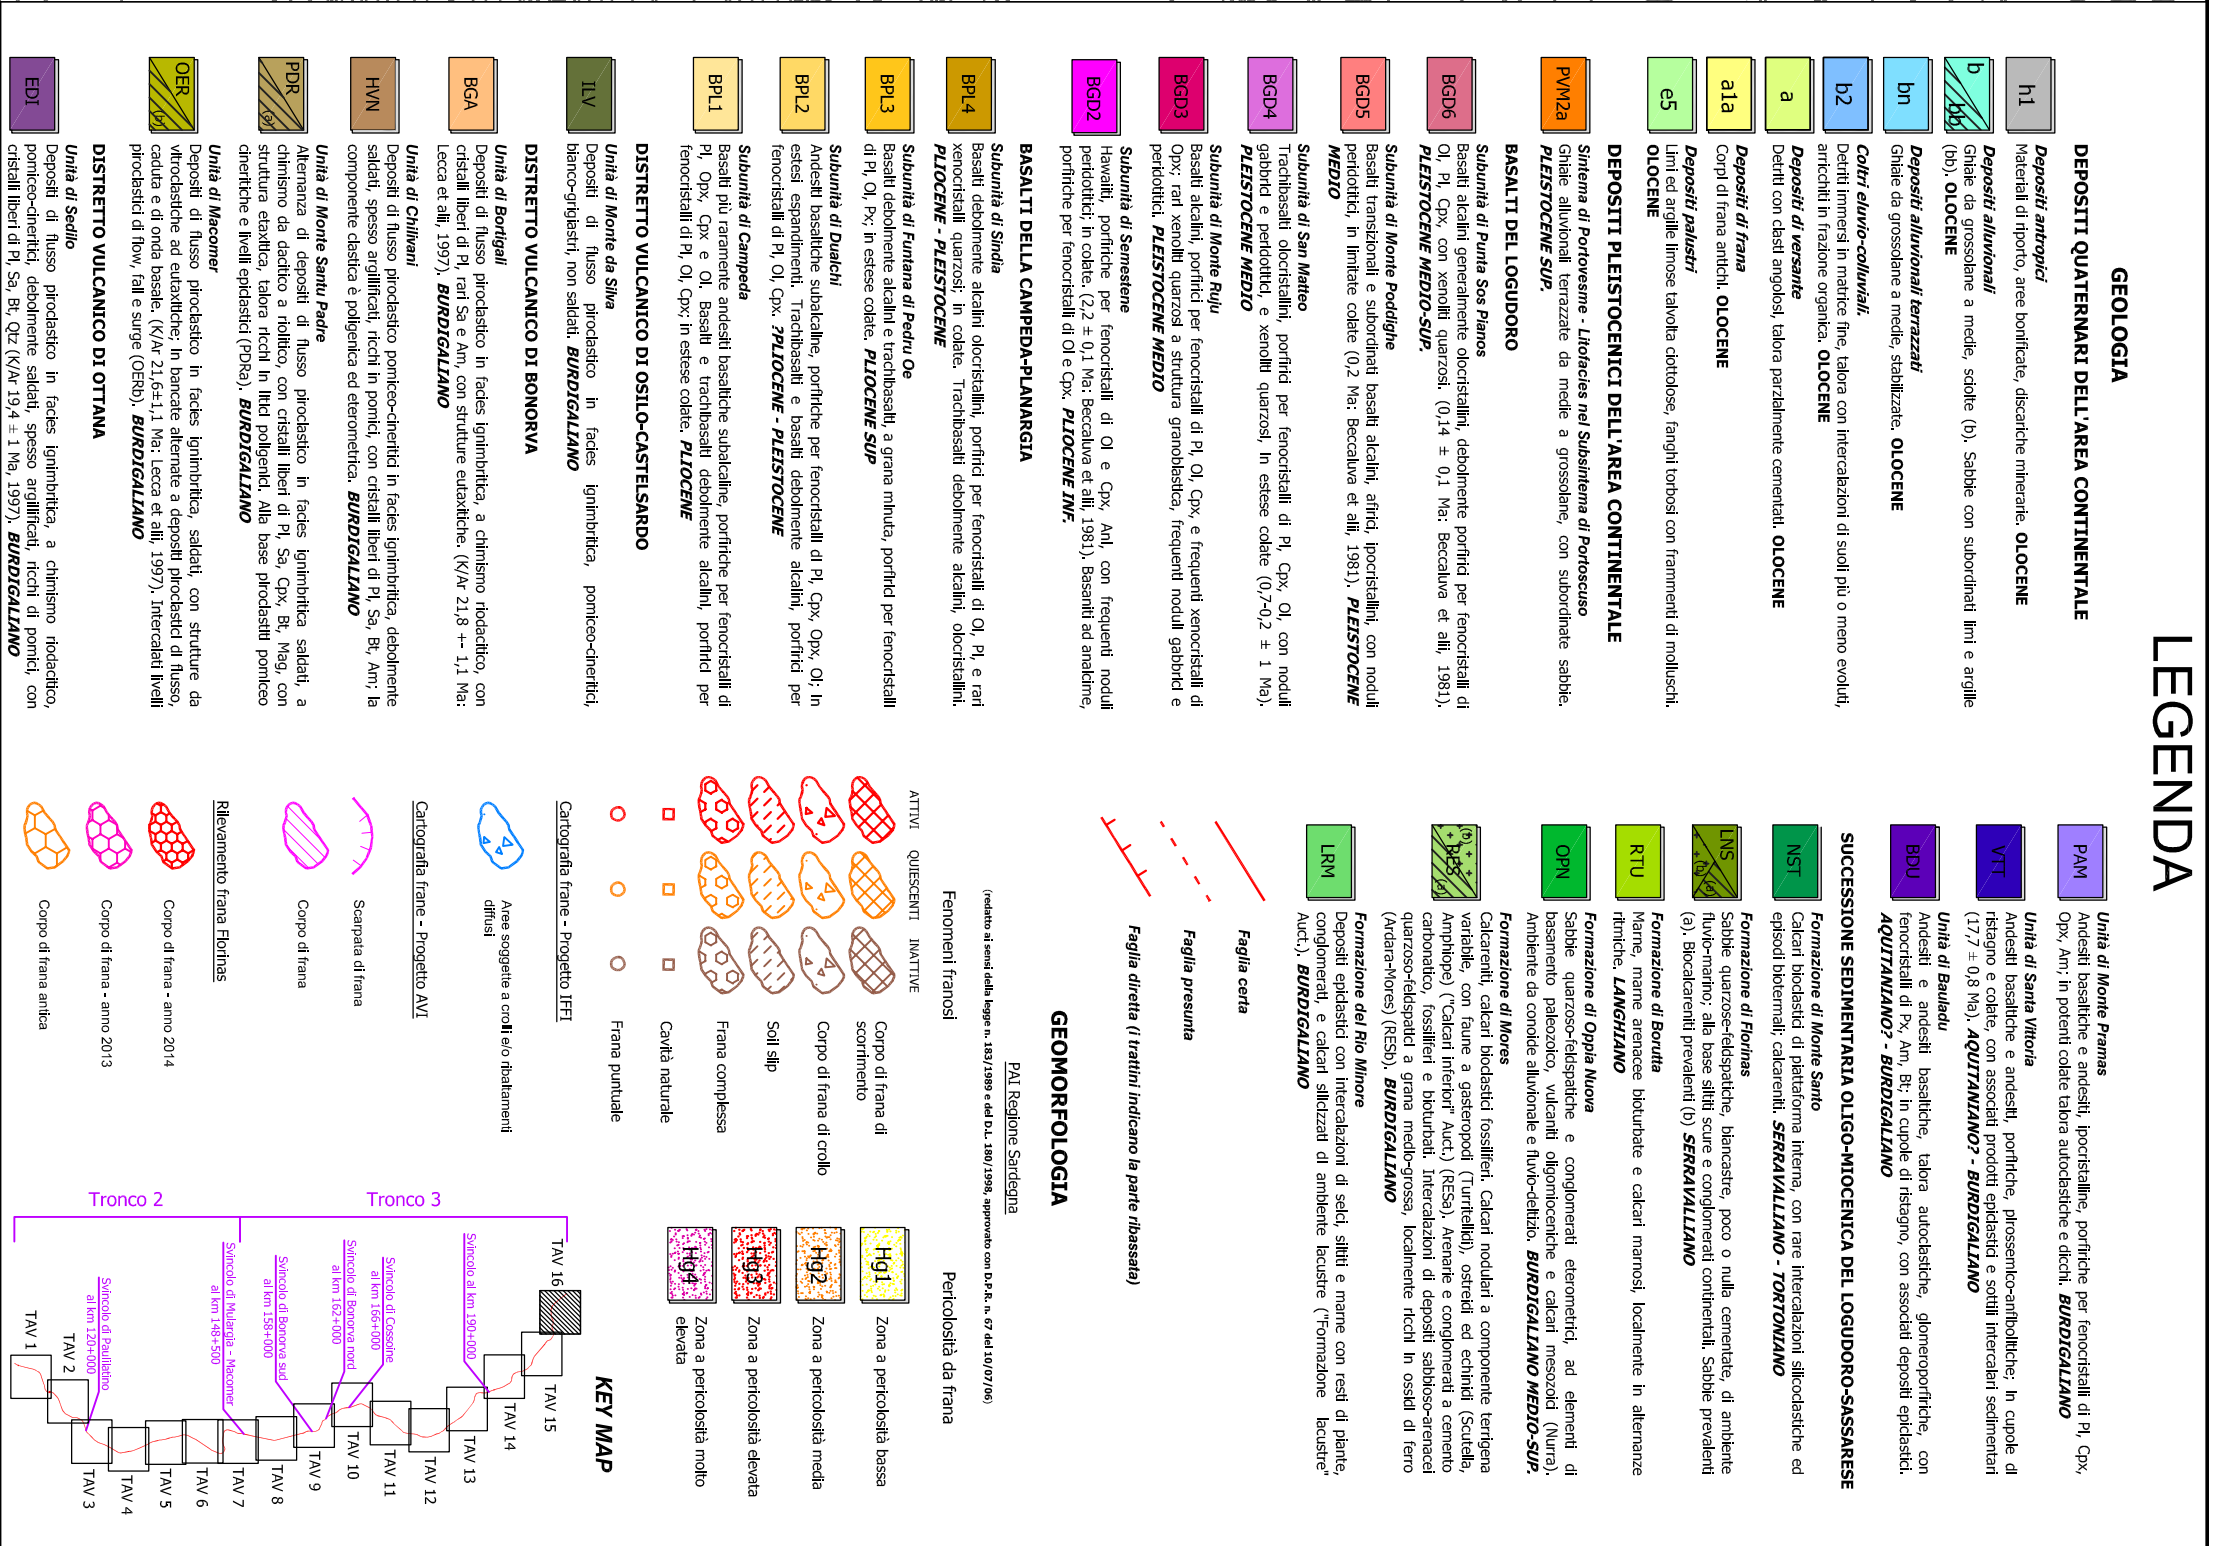 LEGENDA
GEOLOGIA
DEPOSITI QUATERNARI DELL'AREA CONTINENTALE
h1
Depositi antropici
Materiali di riporto, aree bonificate, discariche minerarie. OLOCENE
b
bb
Depositi alluvionali
Ghiaie da grossolane a medie, sciolte (b). Sabbie con subordinati limi e argille
(bb). OLOCENE
bn
Depositi alluvionali terrazzati
Ghiaie da grossolane a medie, stabilizzate. OLOCENE
b2
Coltri eluvio-colluviali.
Detriti immersi in matrice fine, talora con intercalazioni di suoli più o meno evoluti,
arricchiti in frazione organica. OLOCENE
a
Depositi di versante
Detriti con clasti angolosi, talora parzialmente cementati. OLOCENE
a1a
Depositi di frana
Corpi di frana antichi. OLOCENE
e5
Depositi palustri
Limi ed argille limose talvolta ciottolose, fanghi torbosi con frammenti di molluschi.
OLOCENE
DEPOSITI PLEISTOCENICI DELL'AREA CONTINENTALE
PVM2a
Sintema di Portovesme - Litofacies nel Subsintema di Portoscuso
Ghiaie alluvionali terrazzate da medie a grossolane, con subordinate sabbie.
PLEISTOCENE SUP.
BASALTI DEL LOGUDORO
BGD6
Subunità di Punta Sos Pianos
Basalti alcalini generalmente olocristallini, debolmente porfirici per fenocristalli di
Ol, Pl, Cpx, con xenoliti quarzosi. (0,14 ± 0,1 Ma: Beccaluva et alii, 1981).
PLEISTOCENE MEDIO-SUP.
BGD5
Subunità di Monte Poddighe
Basalti transizionali e subordinati basalti alcalini, afirici, ipocristallini, con noduli
peridotitici, in limitate colate (0,2 Ma: Beccaluva et alii, 1981). PLEISTOCENE
MEDIO
BGD4
Subunità di San Matteo
Trachibasalti olocristallini, porfirici per fenocristalli di Pl, Cpx, Ol, con noduli
gabbrici e peridotitici, e xenoliti quarzosi, In estese colate (0,7-0,2 ± 1 Ma).
PLEISTOCENE MEDIO
BGD3
Subunità di Monte Ruju
Basalti alcalini, porfirici per fenocristalli di Pl, Ol, Cpx, e frequenti xenocristalli di
Opx; rari xenoliti quarzosi a struttura granoblastica, frequenti noduli gabbrici e
peridotitici. PLEISTOCENE MEDIO
BGD2
Subunità di Semestene
Hawaiiti, porfiriche per fenocristalli di Ol e Cpx, Anl, con frequenti noduli
peridotitici; in colate. (2,2 ± 0,1 Ma: Beccaluva et alii, 1981). Basaniti ad analcime,
porfiriche per fenocristalli di Ol e Cpx. PLIOCENE INF.
BASALTI DELLA CAMPEDA-PLANARGIA
BPL4
Subunità di Sindia
Basalti debolmente alcalini olocristallini, porfirici per fenocristalli di Ol, Pl, e rari
xenocristalli quarzosi; in colate. Trachibasalti debolmente alcalini, olocristallini.
PLIOCENE - PLEISTOCENE
BPL3
Subunità di Funtana di Pedru Oe
Basalti debolmente alcalini e trachibasalti, a grana minuta, porfirici per fenocristalli
di Pl, Ol, Px; in estese colate. PLIOCENE SUP
BPL2
Subunità di Dualchi
Andesiti basaltiche subalcaline, porfiriche per fenocristalli di Pl, Cpx, Opx, Ol; In
estesi espandimenti. Trachibasalti e basalti debolmente alcalini, porfirici per
fenocristalli di Pl, Ol, Cpx. ?PLIOCENE - PLEISTOCENE
BPL1
Subunità di Campeda
Basalti più raramente andesiti basaltiche subalcaline, porfiriche per fenocristalli di
Pl, Opx, Cpx e Ol. Basalti e trachibasalti debolmente alcalini, porfirici per
fenocristalli di Pl, Ol, Cpx; in estese colate. PLIOCENE
DISTRETTO VULCANICO DI OSILO-CASTELSARDO
ILV
Unità di Monte da Silva
Depositi di flusso piroclastico in facies ignimbritica, pomiceo-cineritici,
bianco-grigiastri, non saldati. BURDIGALIANO
DISTRETTO VULCANICO DI BONORVA
BGA
Unità di Bortigali
Depositi di flusso piroclastico in facies ignimbritica, a chimismo riodacitico, con
cristalli liberi di Pl, rari Sa e Am, con strutture eutaxitiche. (K/Ar 21,8 +- 1,1 Ma:
Lecca et alii, 1997). BURDIGALIANO
HVN
Unità di Chilivani
Depositi di flusso piroclastico pomiceo-cineritici in facies ignimbritica, debolmente
saldati, spesso argillificati, ricchi in pomici, con cristalli liberi di Pl, Sa, Bt, Am; la
componente clastica è poligenica ed eterometrica. BURDIGALIANO
PDR
(a)
Unità di Monte Santu Padre
Alternanza di depositi di flusso piroclastico in facies ignimbritica saldati, a
chimismo da dacitico a riolitico, con cristalli liberi di Pl, Sa, Cpx, Bt, Mag, con
struttura etaxitica, talora ricchi In litici poligenici. Alla base piroclastiti pomiceo
cineritiche e livelli epiclastici (PDRa). BURDIGALIANO
OER
(b)
Unità di Macomer
Depositi di flusso piroclastico in facies ignimbritica, saldati, con strutture da
vitroclastiche ad eutaxitiche; In bancate alternate a depositi piroclastici di flusso,
caduta e di onda basale. (K/Ar 21,6±1,1 Ma: Lecca et alii, 1997). Intercalati livelli
piroclastici di flow, fall e surge (OERb). BURDIGALIANO
DISTRETTO VULCANICO DI OTTANA
EDI
Unità di Sedilo
Depositi di flusso piroclastico in facies ignimbritica, a chimismo riodacitico,
pomiceo-cineritici, debolmente saldati, spesso argillificati, ricchi di pomici, con
cristalli liberi di Pl, Sa, Bt, Qtz (K/Ar 19,4 ± 1 Ma, 1997). BURDIGALIANO
PAM
Unità di Monte Pramas
Andesiti basaltiche e andesiti, ipocristalline, porfiriche per fenocristalli di Pl, Cpx,
Opx, Am; in potenti colate talora autoclastiche e dicchi. BURDIGALIANO
VTT
Unità di Santa Vittoria
Andesiti basaltiche e andesiti, porfiriche, pirossenico-anfiboliche; In cupole di
ristagno e colate, con associati prodotti epiclastici e sottili intercalari sedimentari
(17,7 ± 0,8 Ma). AQUITANIANO? - BURDIGALIANO
BDU
Unità di Bauladu
Andesiti e andesiti basaltiche, talora autoclastiche, glomeroporfiriche, con
fenocristalli di Px, Am, Bt; in cupole di ristagno, con associati depositi epiclastici.
AQUITANIANO? - BURDIGALIANO
SUCCESSIONE SEDIMENTARIA OLIGO-MIOCENICA DEL LOGUDORO-SASSARESE
NST
Formazione di Monte Santo
Calcari bioclastici di piattaforma interna, con rare intercalazioni silicoclastiche ed
episodi biotermali; calcareniti. SERRAVALLIANO - TORTONIANO
LNS
(b) (a)
Formazione di Florinas
Sabbie quarzose-feldspatiche, biancastre, poco o nulla cementate, di ambiente
fluvio-marino; alla base siltiti scure e conglomerati continentali. Sabbie prevalenti
(a). Biocalcareniti prevalenti (b) SERRAVALLIANO
RTU
Formazione di Borutta
Marne, marne arenacee bioturbate e calcari marnosi, localmente in alternanze
ritmiche. LANGHIANO
OPN
Formazione di Oppia Nuova
Sabbie quarzoso-feldspatiche e conglomerati eterometrici, ad elementi di
basamento paleozoico, vulcaniti oligomioceniche e calcari mesozoici (Nurra).
Ambiente da conoide alluvionale e fluvio-deltizio. BURDIGALIANO MEDIO-SUP.
(b)
RES
(a)
Formazione di Mores
Calcareniti, calcari bioclastici fossiliferi. Calcari nodulari a componente terrigena
variabile, con faune a gasteropodi (Turritellidi), ostreidi ed echinidi (Scutella,
Amphiope) ("Calcari inferiori" Auct.) (RESa). Arenarie e conglomerati a cemento
carbonatico, fossiliferi e bioturbati. Intercalazioni di depositi sabbioso-arenacei
quarzoso-feldspatici a grana medio-grossa, localmente ricchi In ossidi di ferro
(Ardara-Mores) (RESb). BURDIGALIANO
LRM
Formazione del Rio Minore
Depositi epiclastici con intercalazioni di selci, siltiti e marne con resti di piante,
conglomerati, e calcari silicizzati di ambiente lacustre ("Formazione lacustre"
Auct.). BURDIGALIANO
Faglia certa
Faglia presunta
Faglia diretta (i trattini indicano la parte ribassata)
GEOMORFOLOGIA
PAI Regione Sardegna
(redatto ai sensi della legge n. 183/1989 e del D.L. 180/1998, approvato con D.P.R. n. 67 del 10/07/06)
Fenomeni franosi
ATTIVI
QUIESCENTI
INATTIVE
Corpo di frana di
scorrimento
Corpo di frana di crollo
Soil slip
Frana complessa
Cavità naturale
Frana puntuale
Pericolosità da frana
Hg1
Zona a pericolosità bassa
Hg2
Zona a pericolosità media
Hg3
Zona a pericolosità elevata
Hg4
Zona a pericolosità molto
elevata
Cartografia frane - Progetto IFFI
Aree soggette a crolli e/o ribaltamenti
diffusi
Cartografia frane - Progetto AVI
Scarpata di frana
Corpo di frana
Rilevamento frana Florinas
Corpo di frana - anno 2014
Corpo di frana - anno 2013
Corpo di frana antica
KEY MAP
Tronco 2
Tronco 3
TAV 16
Svincolo al km 190+000
Svincolo di Cossoine
al km 166+000
Svincolo di Bonorva nord
al km 162+000
Svincolo di Bonorva sud
al km 158+000
Svincolo di Mulargia - Macomer
al km 148+500
Svincolo di Paulilatino
al km 120+000
TAV 1
TAV 2
TAV 3
TAV 4
TAV 5
TAV 6
TAV 7
TAV 8
TAV 9
TAV 10
TAV 11
TAV 12
TAV 13
TAV 14
TAV 15